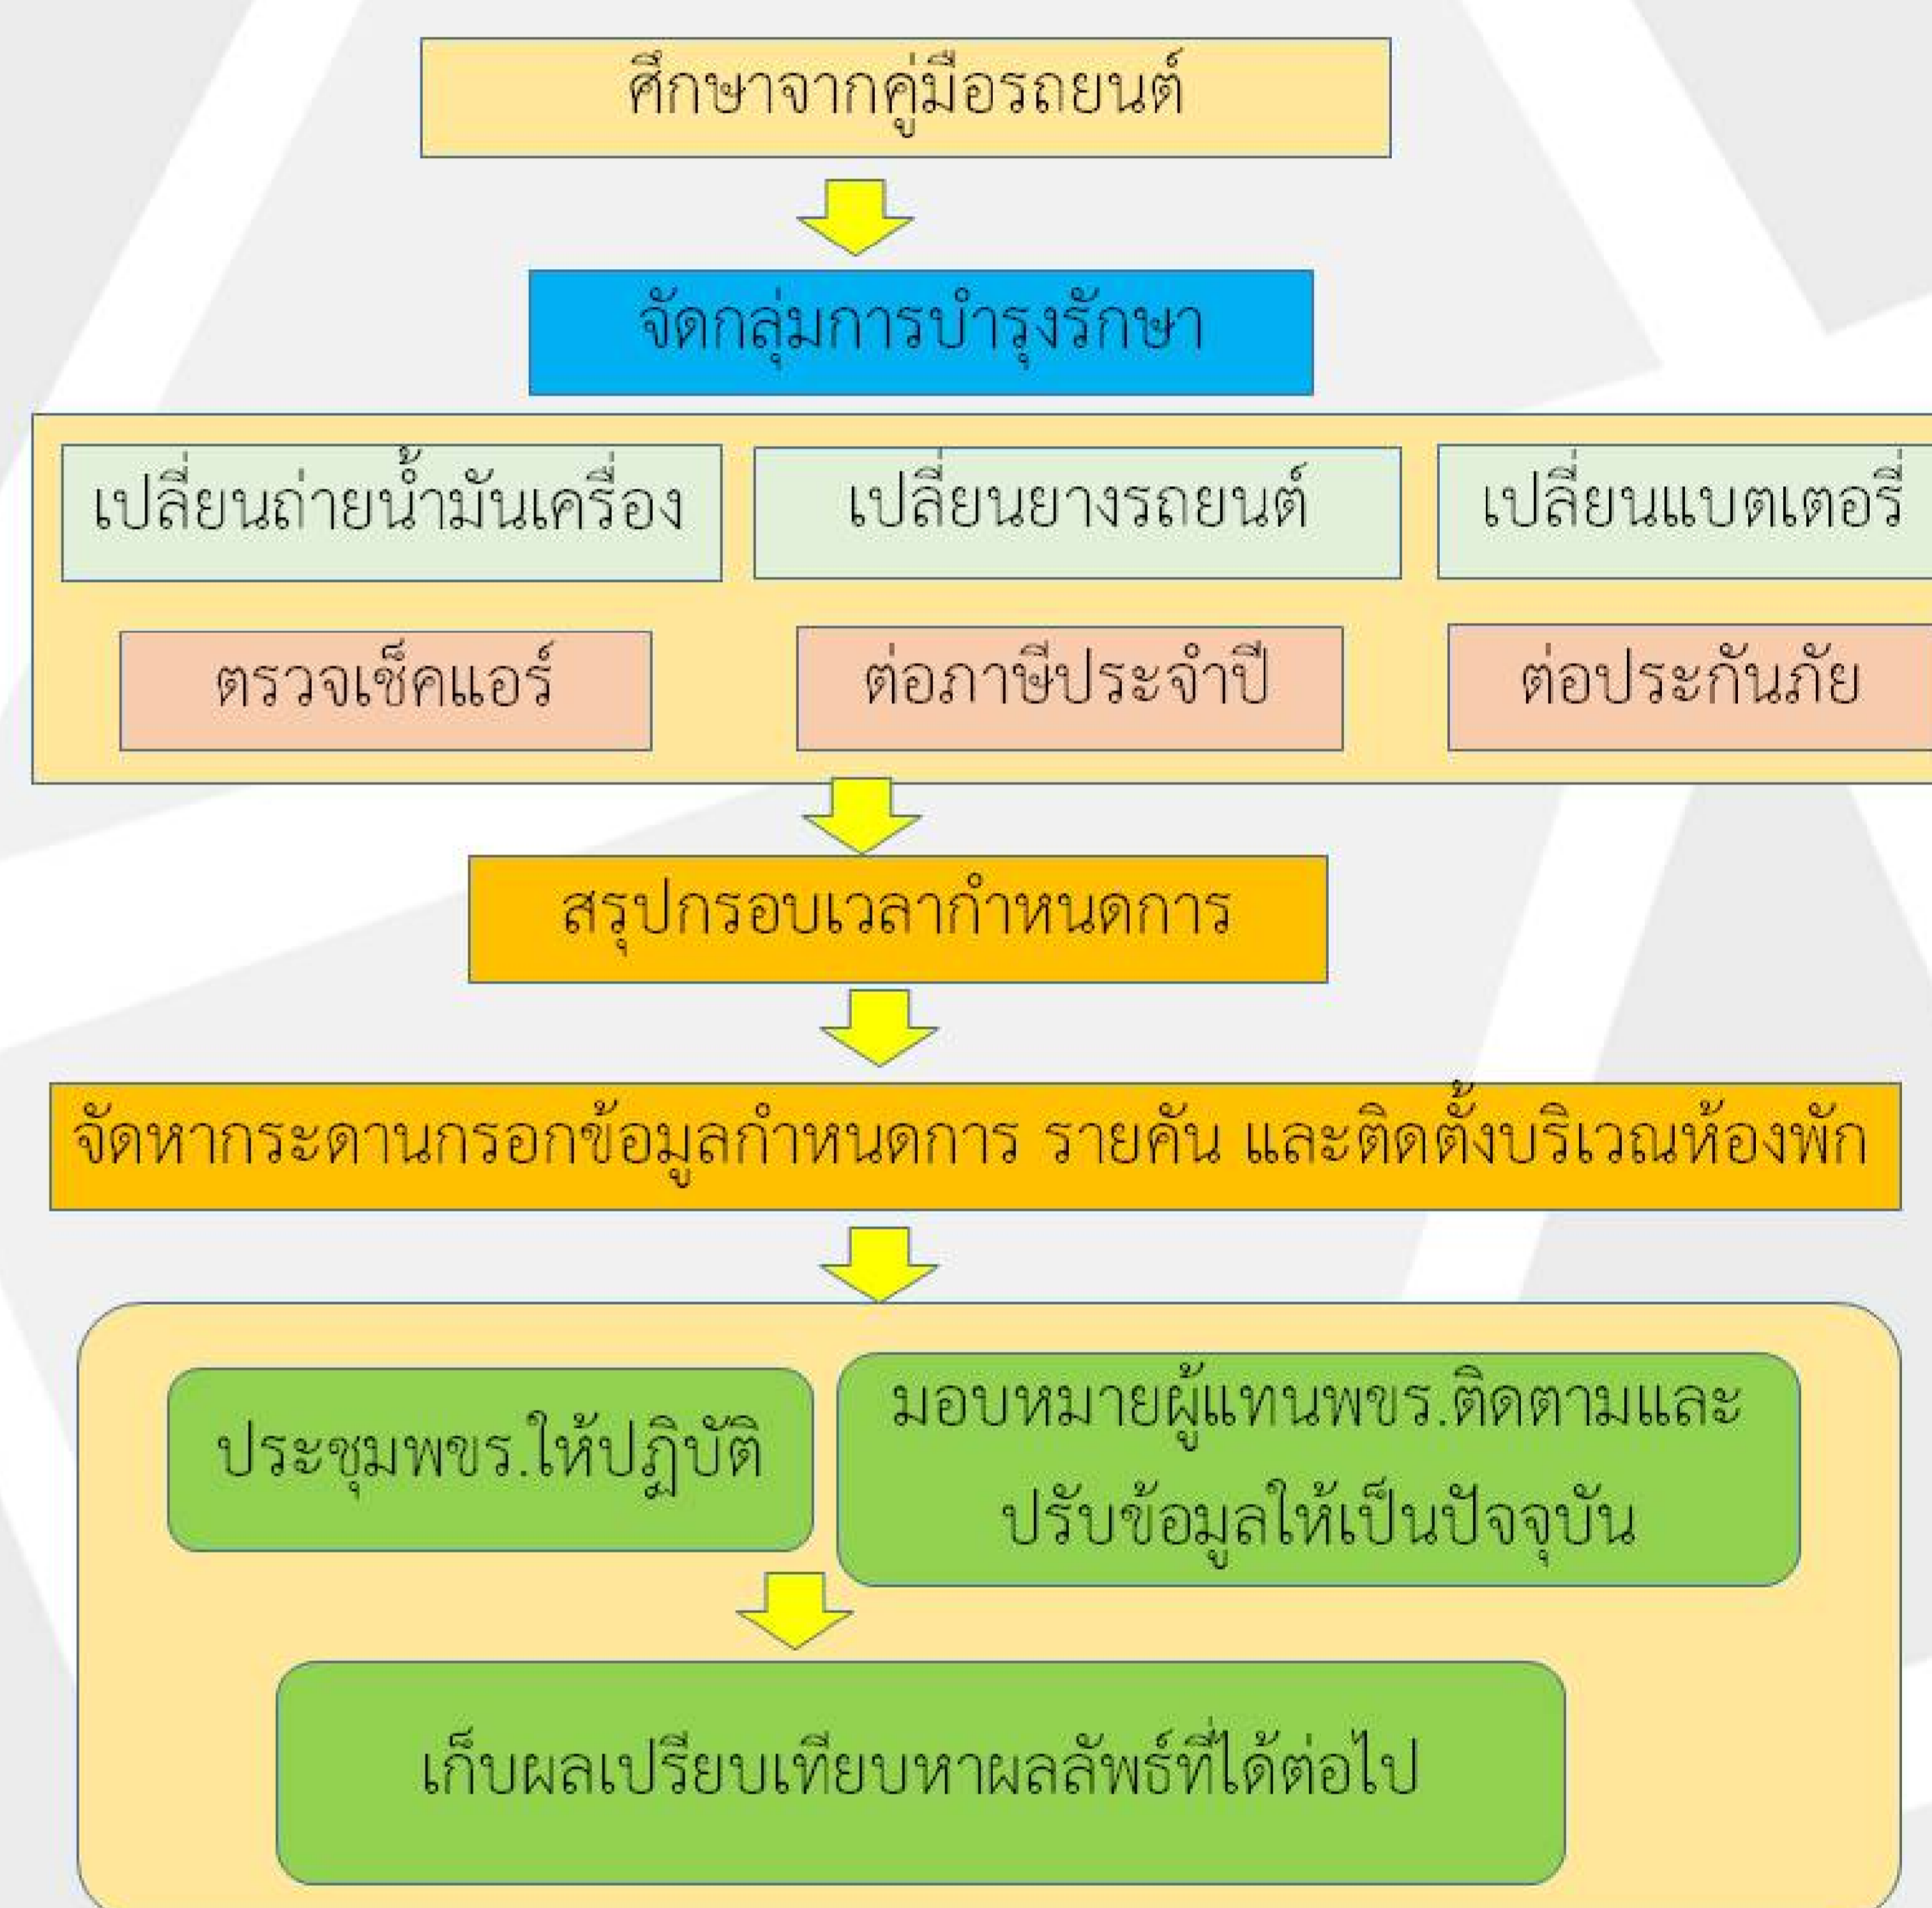 ศึกษาจากคู่มือรถยนต์
จัดกลุ่มการบำรุงรักษา
เปลี่ยนถ่ายน้ำมันเครื่อง
เปลี่ยนยางรถยนต์
เปลี่ยนแบตเตอรี่
ตรวจเช็คแอร์
ต่อภาษีประจำปี
ต่อประกันภัย
สรุปกรอบเวลากำหนดการ
จัดหากระดานกรอกข้อมูลกำหนดการ รายคัน และติดตั้งบริเวณห้องพัก
ประชุมพขร.ให้ปฏิบัติ
มอบหมายผู้แทนพขร.ติดตามและ
ปรับข้อมูลให้เป็นปัจจุบัน
เก็บผลเปรียบเทียบหาผลลัพธ์ที่ได้ต่อไป